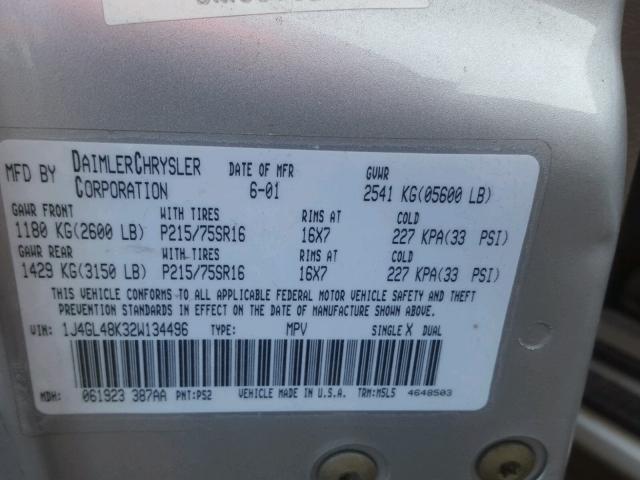 MFD BY DAIMLERCHRYSLER CORPORATION DATE OF MFR 6-01 GVWR 2541 KG(05600 LB)
GAWR FRONT WITH TIRES RIMS AT COLD
1180 KG(2600 LB) P215/75SR16 16X7 227 KPA(33 PSI)
GAWR REAR WITH TIRES RIMS AT COLD
1429 KG(3150 LB) P215/75SR16 16X7 227 KPA(33 PSI)
THIS VEHICLE CONFORMS TO ALL APPLICABLE FEDERAL MOTOR VEHICLE SAFETY AND THEFT
PREVENTION STANDARDS IN EFFECT ON THE DATE OF MANUFACTURE SHOWN ABOVE.
VIN: 1J4GL48K32W134496 TYPE: MPV SINGLE X DUAL
MDH: 061923 387AA PNT:PS2 VEHICLE MADE IN U.S.A. TRM:M5L5 4648503